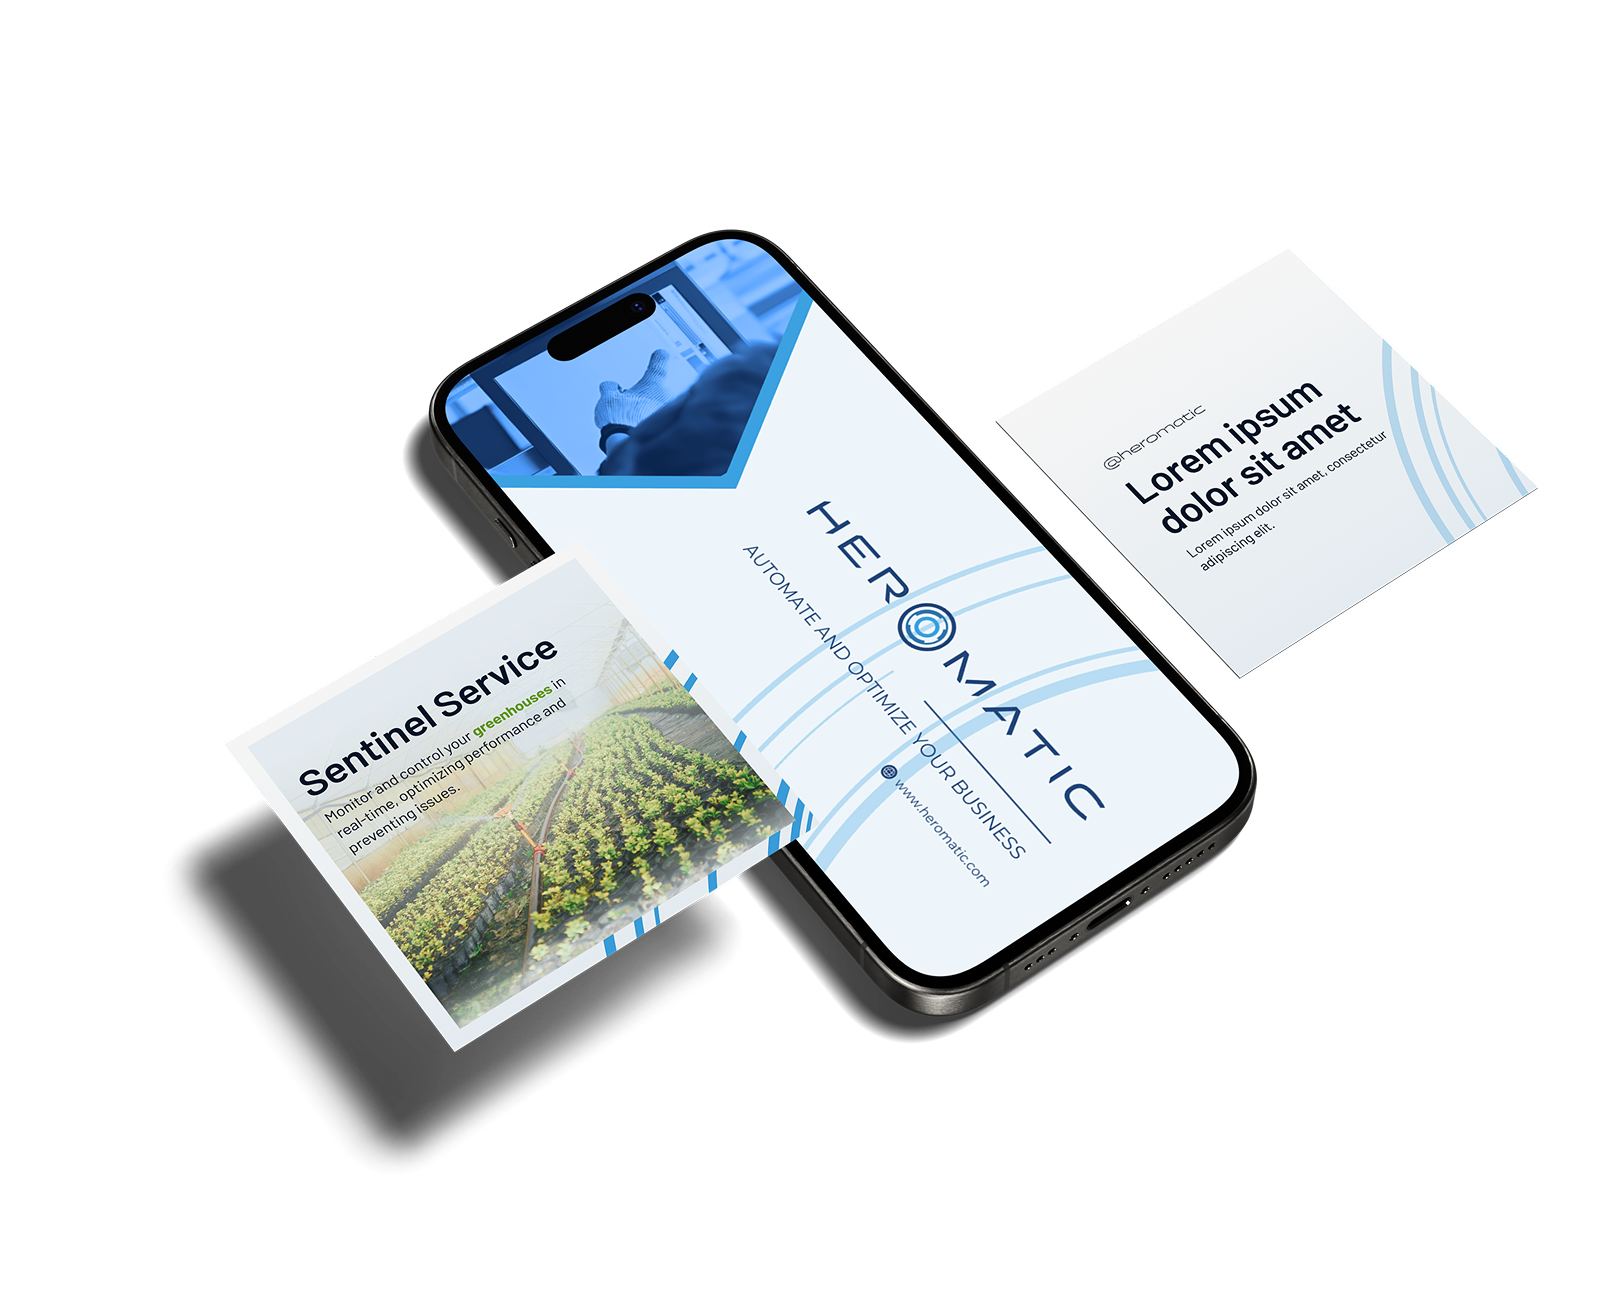 HEROMATIC
AUTOMATE AND OPTIMIZE YOUR BUSINESS
www.heromatic.com
Sentinel Service
Monitor and control your greenhouses in
real-time, optimizing performance and
preventing issues.
@heromatic
Lorem ipsum
dolor sit amet
Lorem ipsum dolor sit amet, consectetur
adipiscing elit.